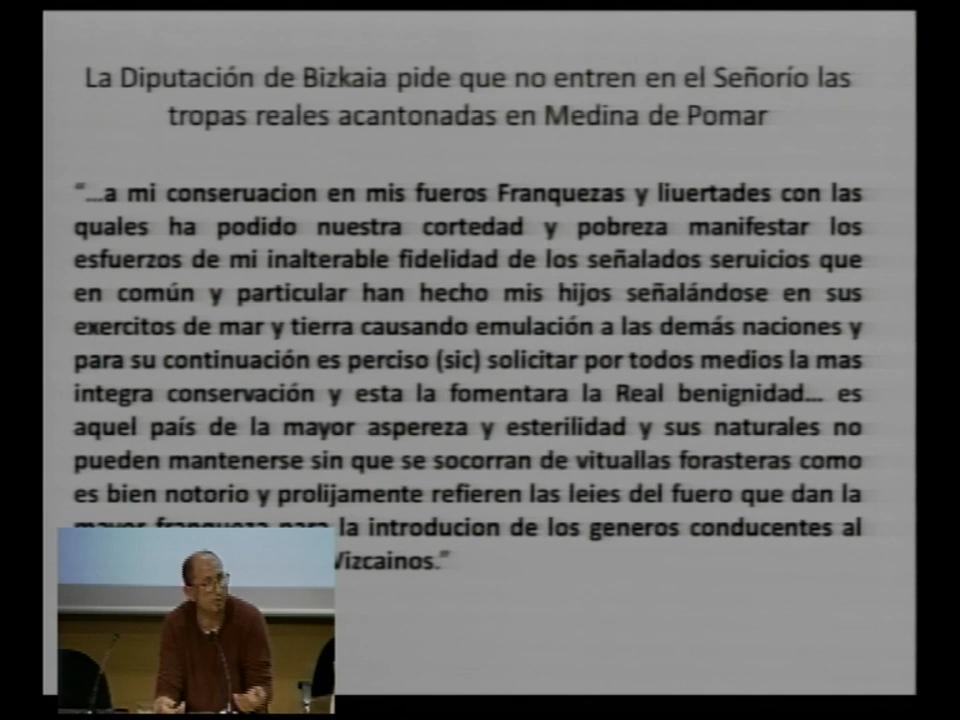 La Diputación de Bizkaia pide que no entren en el Señorío las
tropas reales acantonadas en Medina de Pomar
“...a mi conseruacion en mis fueros Franquezas y liuertades con las
quales ha podido nuestra cortedad y pobreza manifestar los
esfuerzos de mi inalterable fidelidad de los señalados seruicios que
en común y particular han hecho mis hijos señalándose en sus
exercitos de mar y tierra causando emulación a las demás naciones y
para su continuación es perciso (sic) solicitar por todos medios la mas
integra conservación y esta la fomentara la Real benignidad... es
aquel país de la mayor aspereza y esterilidad y sus naturales no
pueden mantenerse sin que se socorran de vituallas forasteras como
es bien notorio y prolijamente refieren las leies del fuero que dan la
mayor franqueza para la introducion de los generos conducentes al
Vizcainos.”